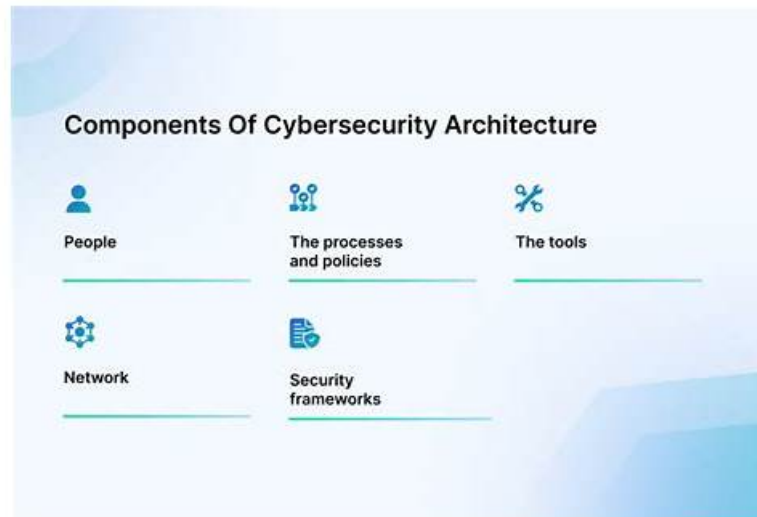 Components Of Cybersecurity Architecture
People
The processes
and policies
The tools
Network
Security
frameworks